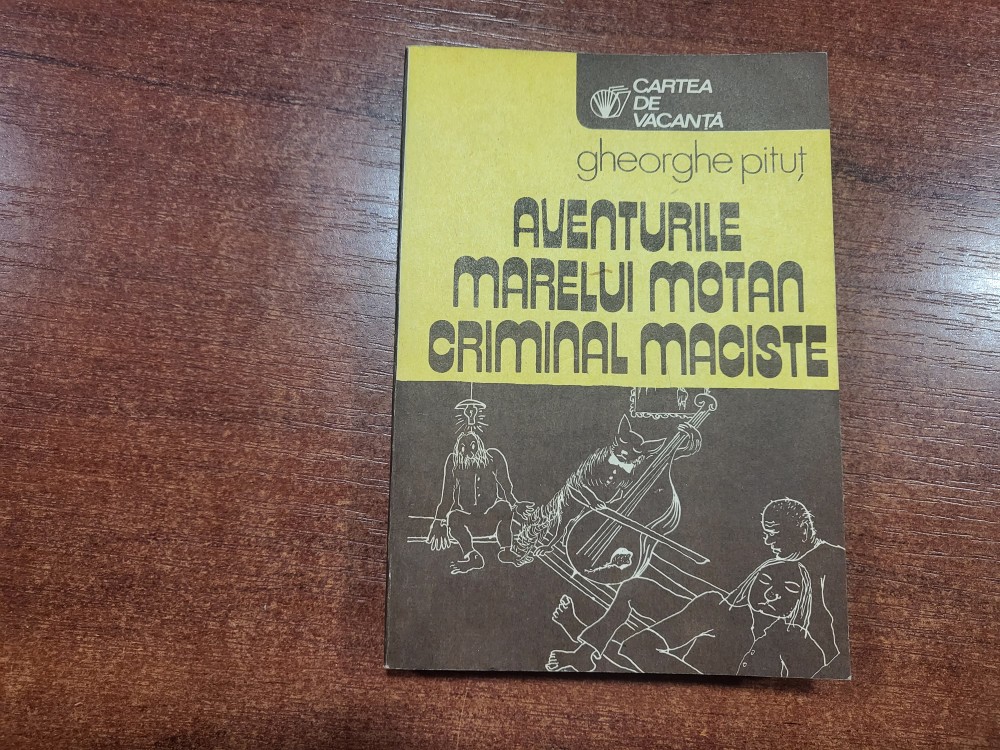 CARTEA
DE
VACANȚĂ
gheorghe pituț
AVENTURILE
MARELUI MOTAN
CRIMINAL MACISTE